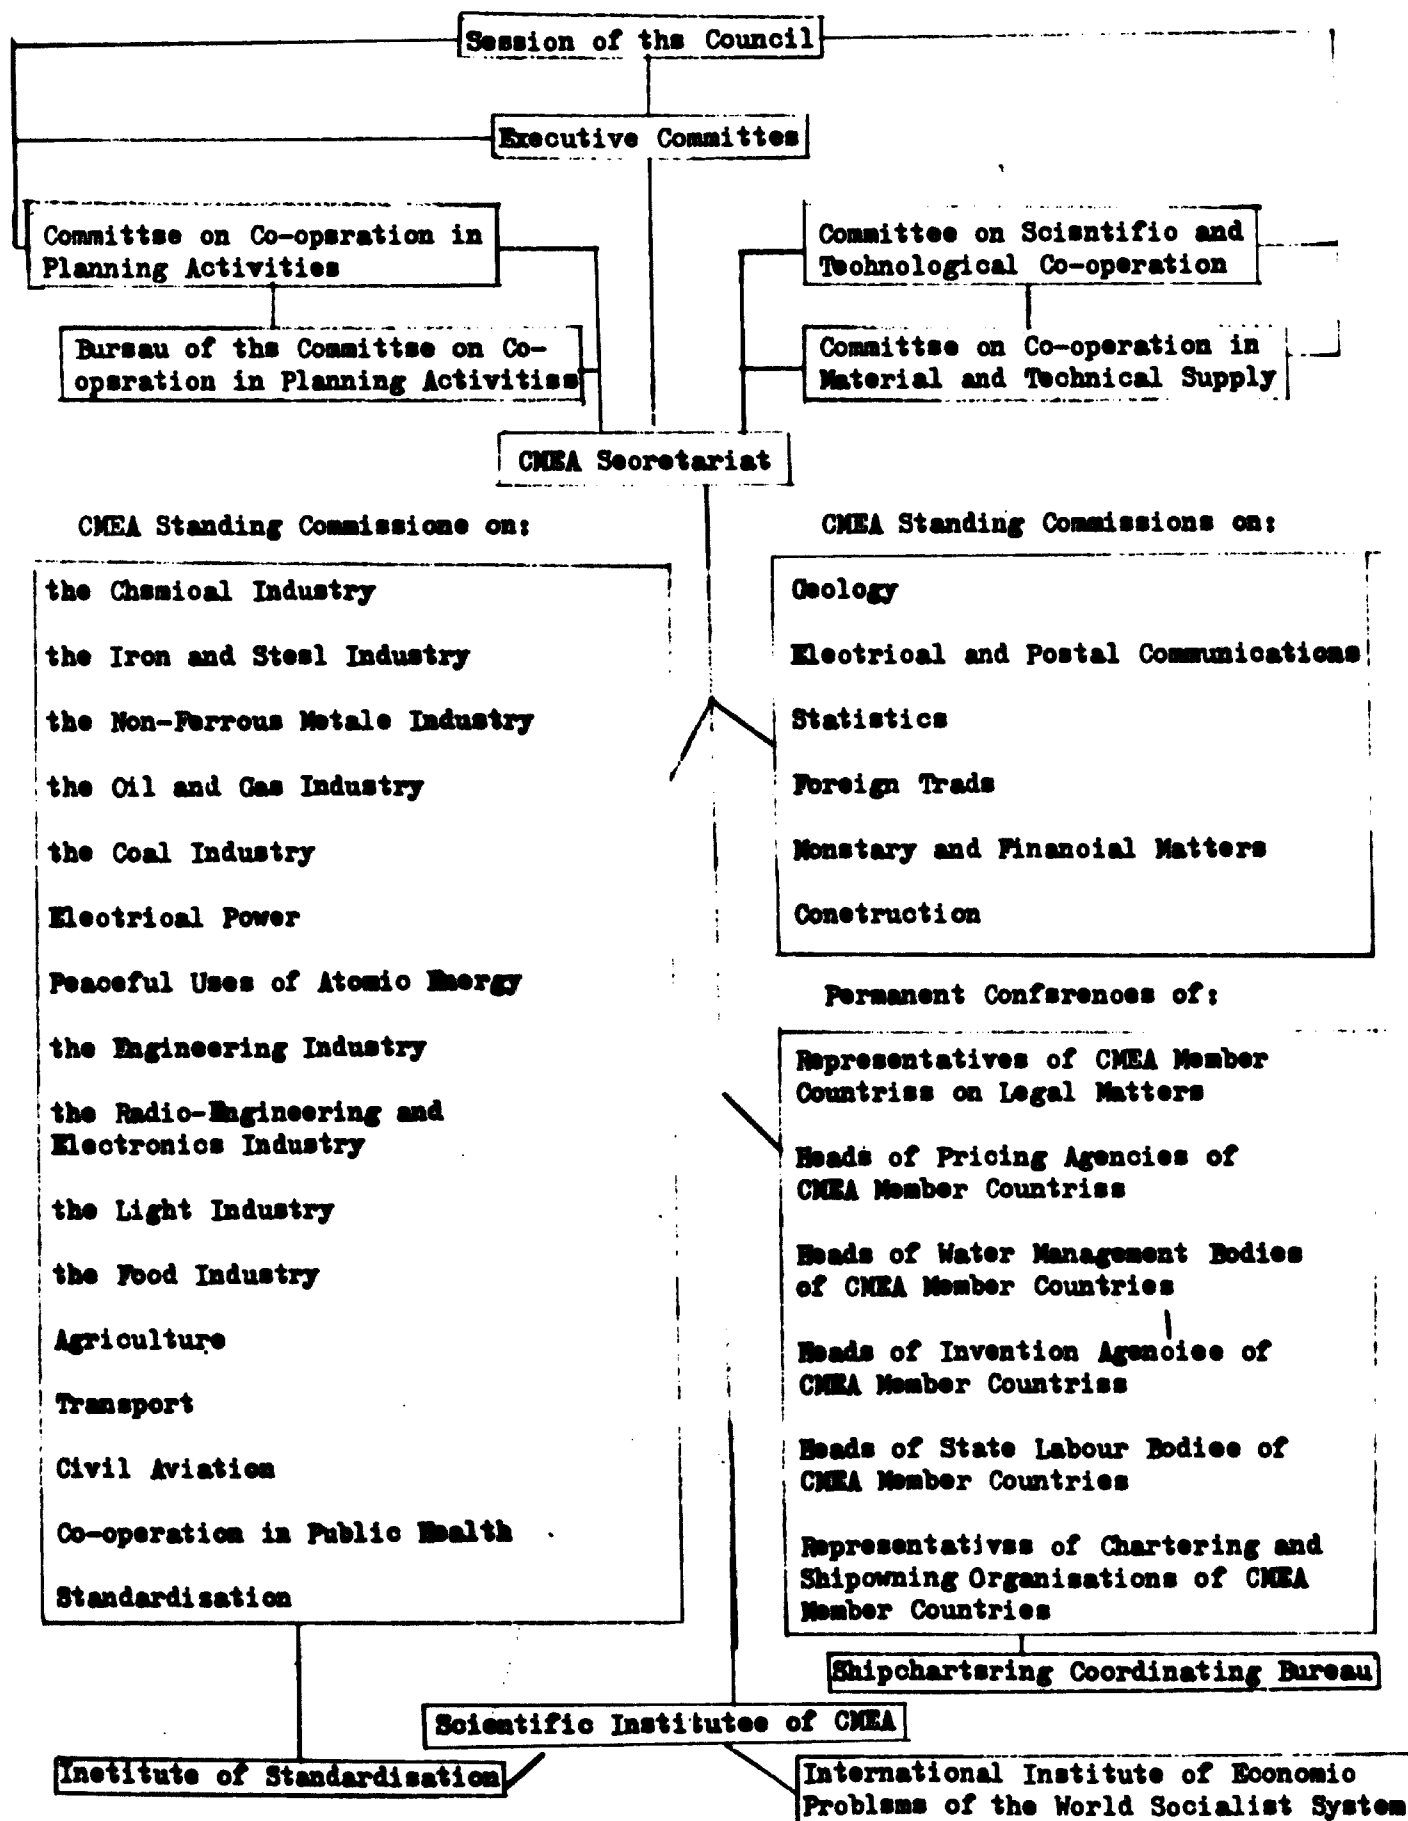 Session of the Council
Executive Committee
Committee on Co-operation in
Planning Activities
Committee on Scientific and
Technological Co-operation
Bureau of the Committee on Co-
operation in Planning Activities
Committee on Co-operation in
Material and Technical Supply
CMEA Secretariat
CMEA Standing Commissions on:
the Chemical Industry
the Iron and Steel Industry
the Non-Ferrous Metals Industry
the Oil and Gas Industry
the Coal Industry
Electrical Power
Peaceful Uses of Atomic Energy
the Engineering Industry
the Radio-Engineering and
Electronics Industry
the Light Industry
the Food Industry
Agriculture
Transport
Civil Aviation
Co-operation in Public Health
Standardisation
CMEA Standing Commissions on:
Geology
Electrical and Postal Communications
Statistics
Foreign Trade
Monetary and Financial Matters
Construction
Permanent Conferences of:
Representatives of CMEA Member
Countries on Legal Matters
Heads of Pricing Agencies of
CMEA Member Countries
Heads of Water Management Bodies
of CMEA Member Countries
Heads of Invention Agencies of
CMEA Member Countries
Heads of State Labour Bodies of
CMEA Member Countries
Representatives of Chartering and
Shipowning Organisations of CMEA
Member Countries
Shipchartering Coordinating Bureau
Scientific Institutes of CMEA
Institute of Standardisation
International Institute of Economic
Problems of the World Socialist System